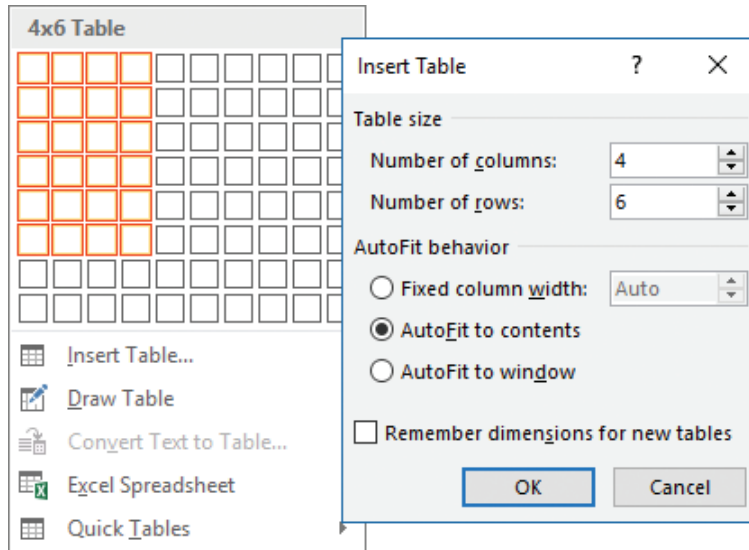 4x6 Table
Insert Table...
Draw Table
Convert Text to Table...
Excel Spreadsheet
Quick Tables
Insert Table ? ×
Table size
Number of columns: 4
Number of rows: 6
AutoFit behavior
Fixed column width: Auto
AutoFit to contents
AutoFit to window
Remember dimensions for new tables
OK Cancel